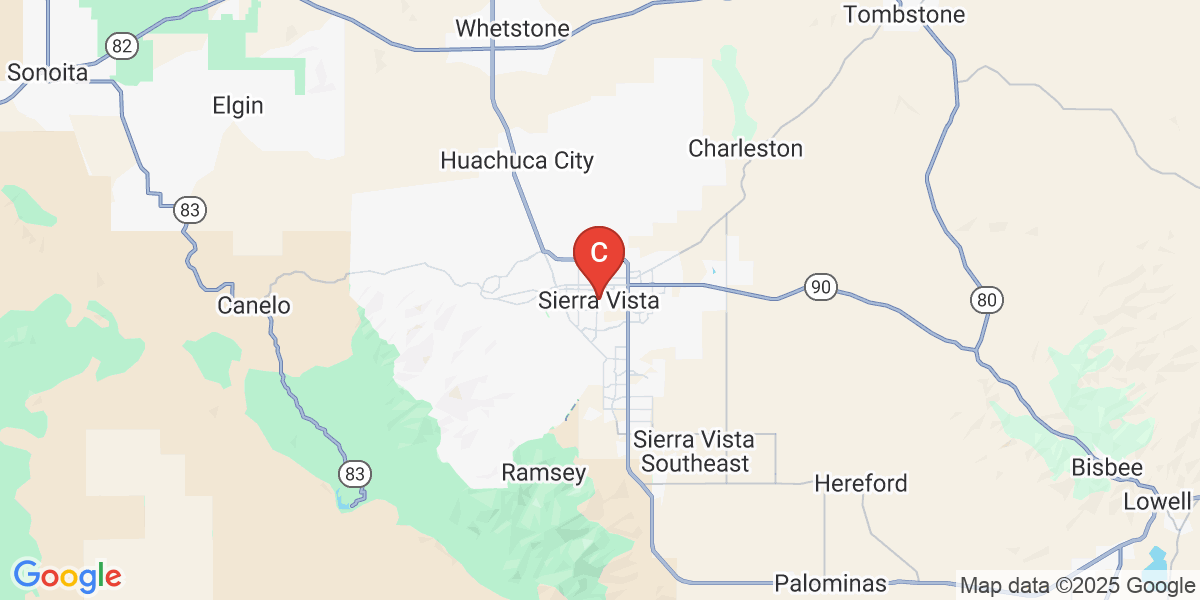 Tombstone
Whetstone
82
Sonoita
Elgin
Charleston
Huachuca City
83
C
90
Sierra Vista
80
Canelo
Sierra Vista
Southeast
Bisbee
Ramsey
83
Hereford
Lowell
Google
Palominas
Map data ©2025 Google